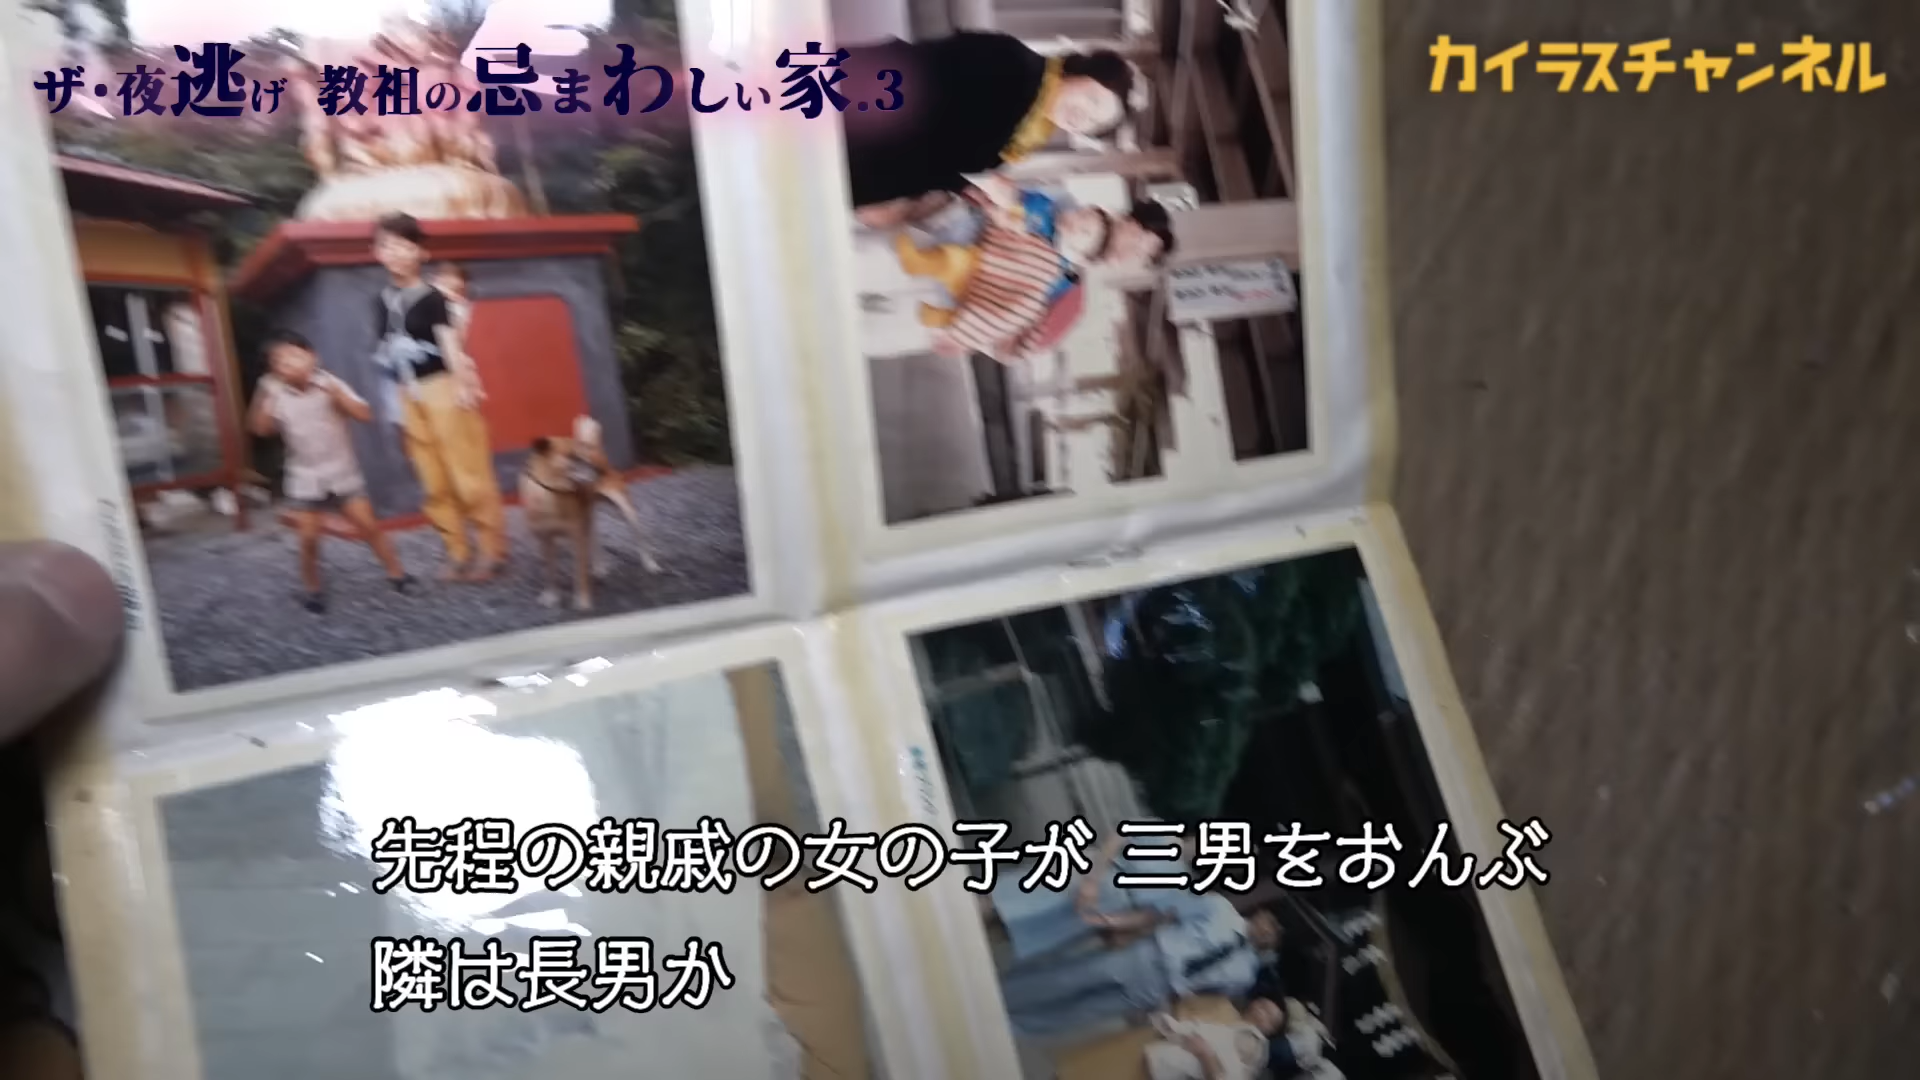 ザ・夜逃げ 教祖の忌まわしい家.3
カイラスチャンネル
先程の親戚の女の子が 三男をおんぶ
隣は長男か